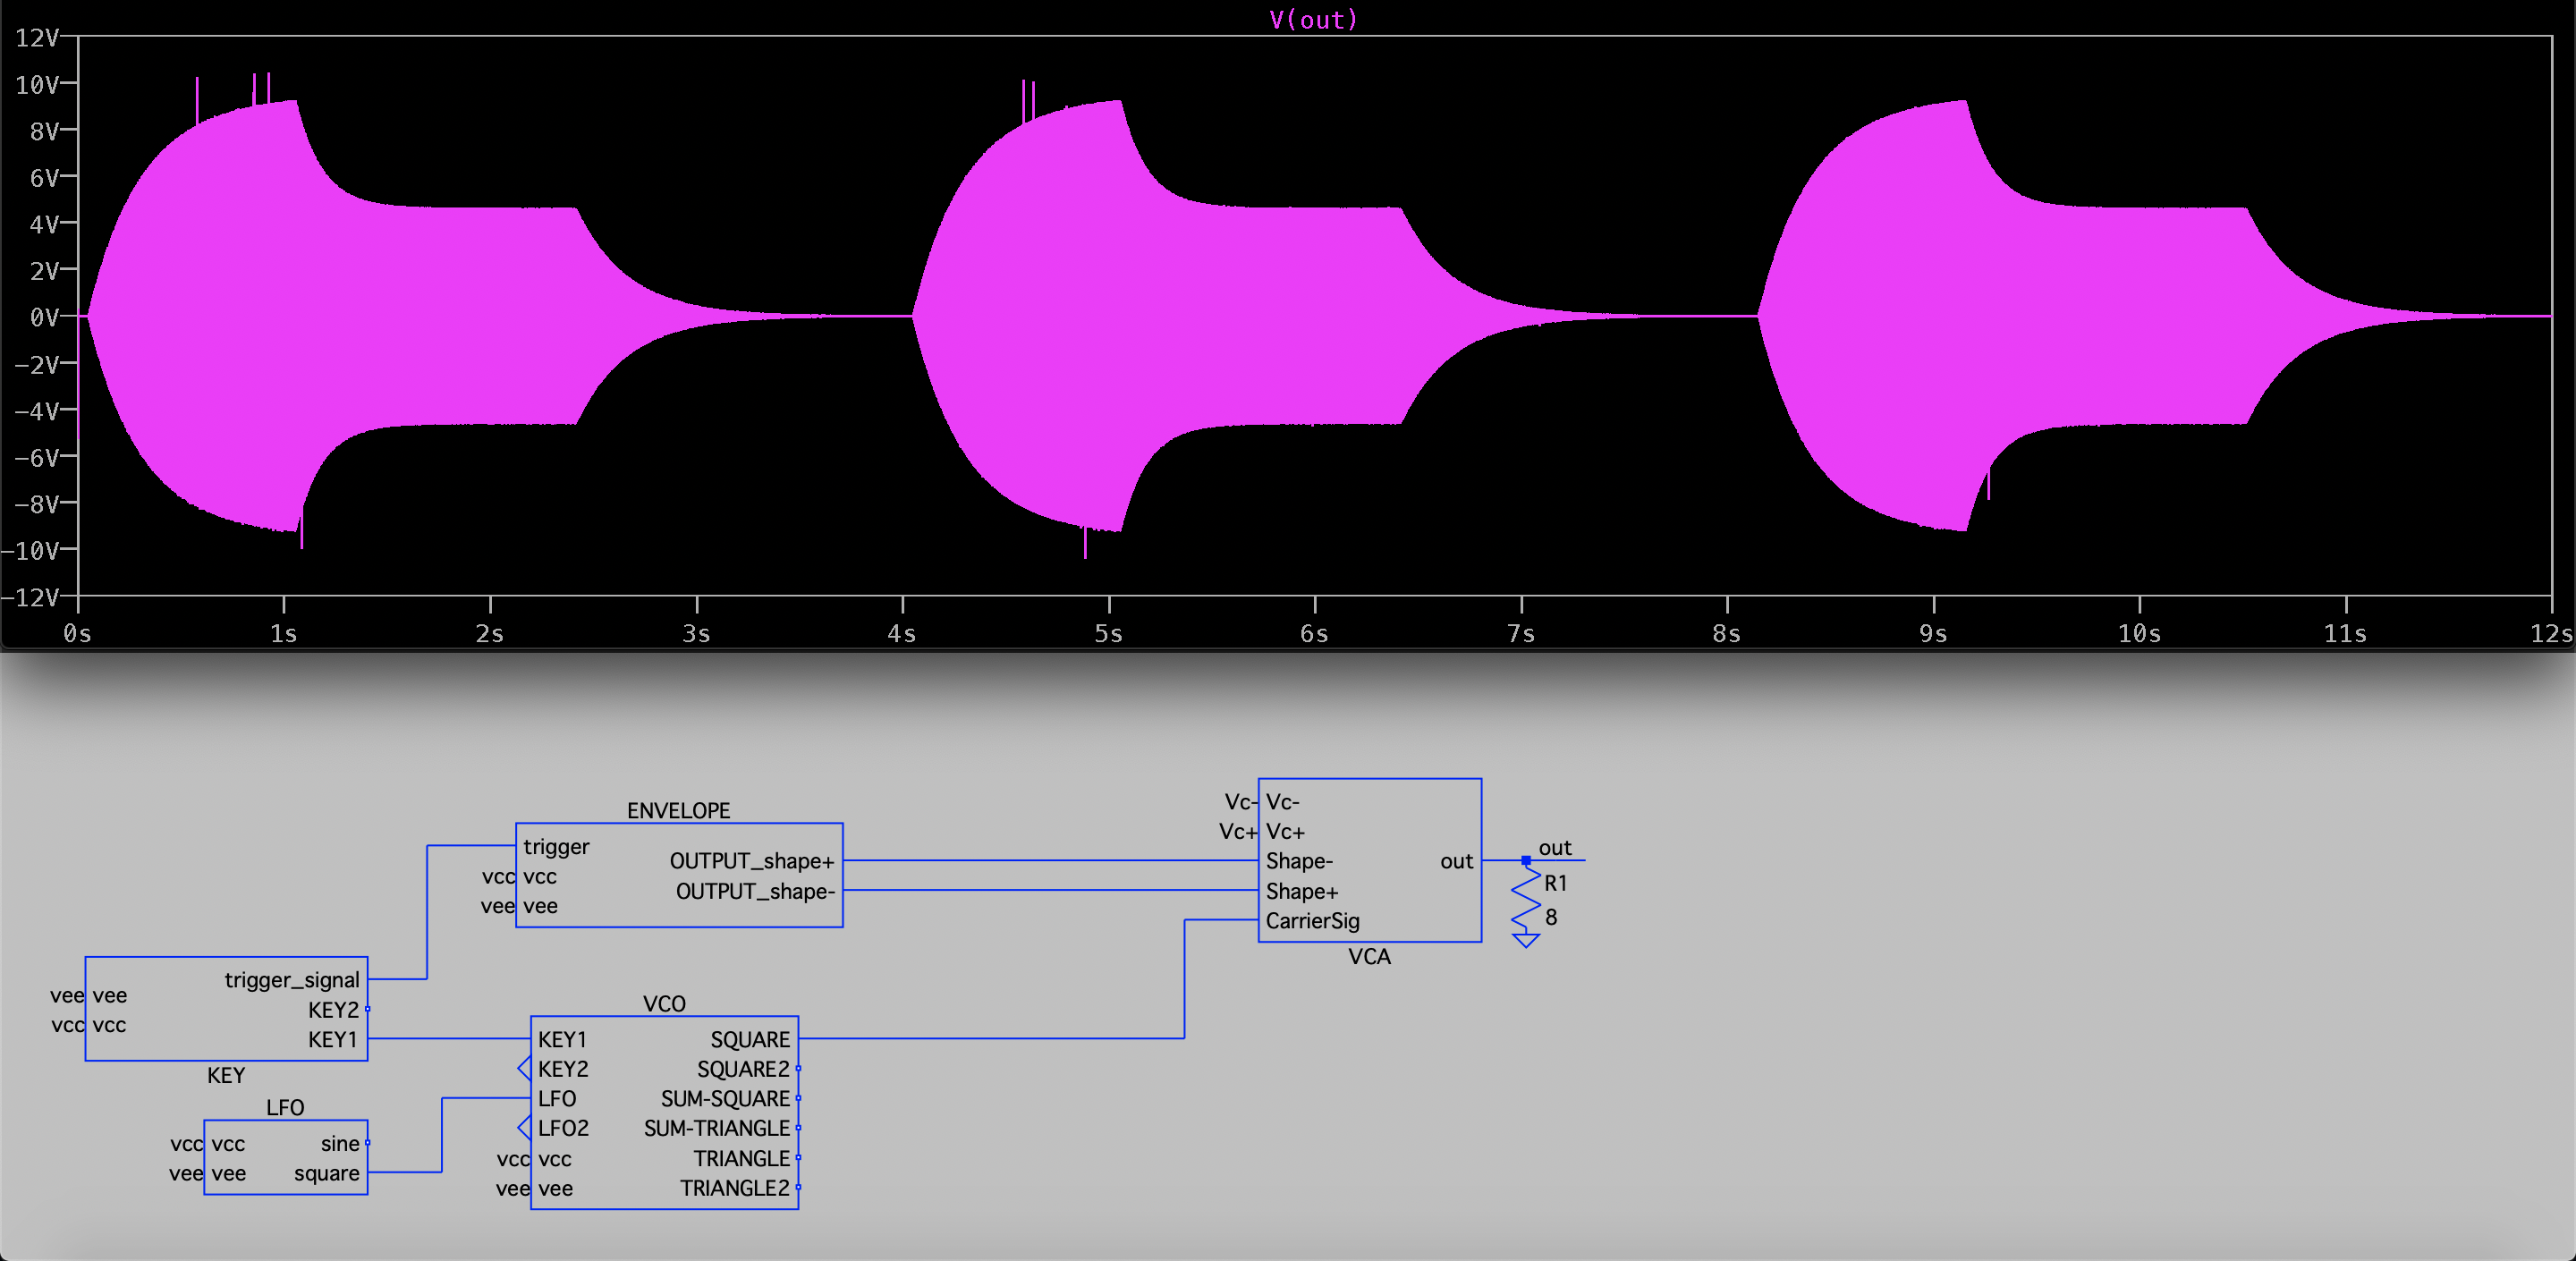 V(out)
12V
10V
8V
6V
4V
2V
0V
−2V
−4V
−6V
−8V
−10V
−12V
0s 1s 2s 3s 4s 5s 6s 7s 8s 9s 10s 11s 12s
ENVELOPE
trigger
vcc vcc
vee vee
OUTPUT_shape+
OUTPUT_shape-
Vc- Vc-
Vc+ Vc+
Shape-
Shape+
CarrierSig
out
VCA
out
R1
8
trigger_signal
vee vee
KEY2
vcc vcc
KEY1
KEY
LFO
vcc vcc
sine
vee vee
square
VCO
KEY1
SQUARE
KEY2
SQUARE2
LFO
SUM-SQUARE
LFO2
SUM-TRIANGLE
vcc vcc
TRIANGLE
vee vee
TRIANGLE2